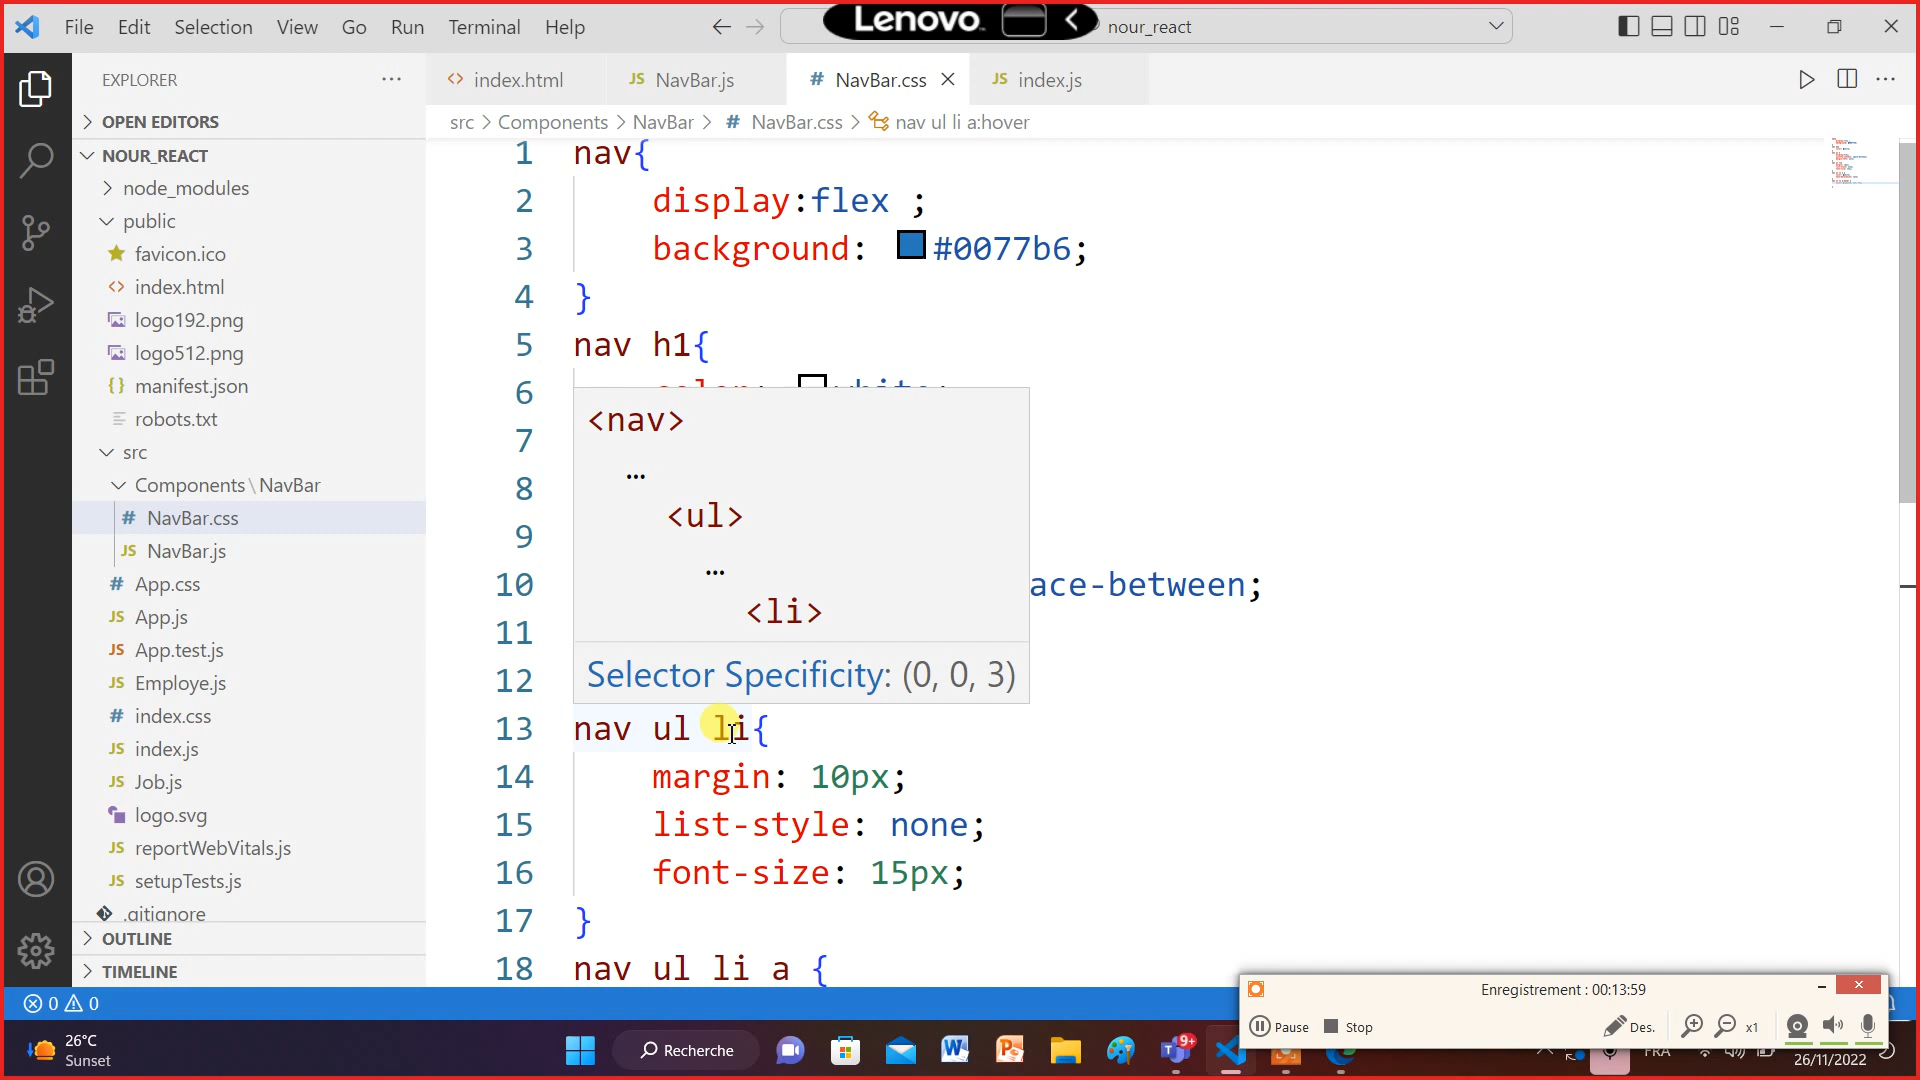 File Edit Selection View Go Run Terminal Help
Lenovo
nour_react
EXPLORER
OPEN EDITORS
NOUR_REACT
node_modules
public
favicon.ico
index.html
logo192.png
logo512.png
manifest.json
robots.txt
src
Components\NavBar
NavBar.css
NavBar.js
App.css
App.js
App.test.js
Employe.js
index.css
index.js
Job.js
logo.svg
reportWebVitals.js
setupTests.js
.gitignore
OUTLINE
TIMELINE
index.html
NavBar.js
NavBar.css
index.js
src > Components > NavBar > # NavBar.css > nav ul li a:hover
1 nav{
2 display:flex ;
3 background: #0077b6;
4 }
5 nav h1{
6
7
8
9
10 ace-between;
11
12
<nav>
…
<ul>
…
<li>
Selector Specificity: (0, 0, 3)
13 nav ul li{
14 margin: 10px;
15 list-style: none;
16 font-size: 15px;
17 }
18 nav ul li a {
0 0
Enregistrement : 00:13:59
Pause Stop Des. x1
26°C
Sunset
Recherche
9+
FRA
26/11/2022